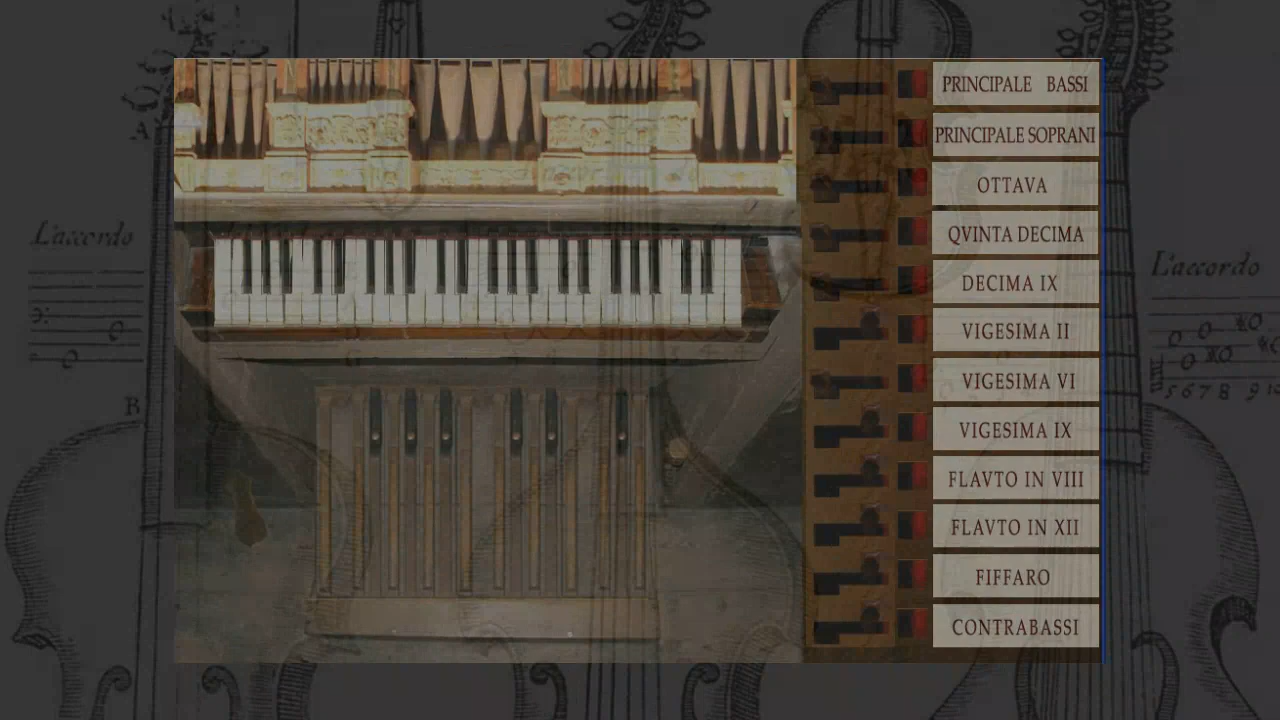 PRINCIPALE BASSI
PRINCIPALE SOPRANI
OTTAVA
QVINTA DECIMA
DECIMA IX
VIGESIMA II
VIGESIMA VI
VIGESIMA IX
FLAVTO IN VIII
FLAVTO IN XII
FIFFARO
CONTRABASSI
A
L'accordo
B
L'accordo
5 6 7 8 9 10